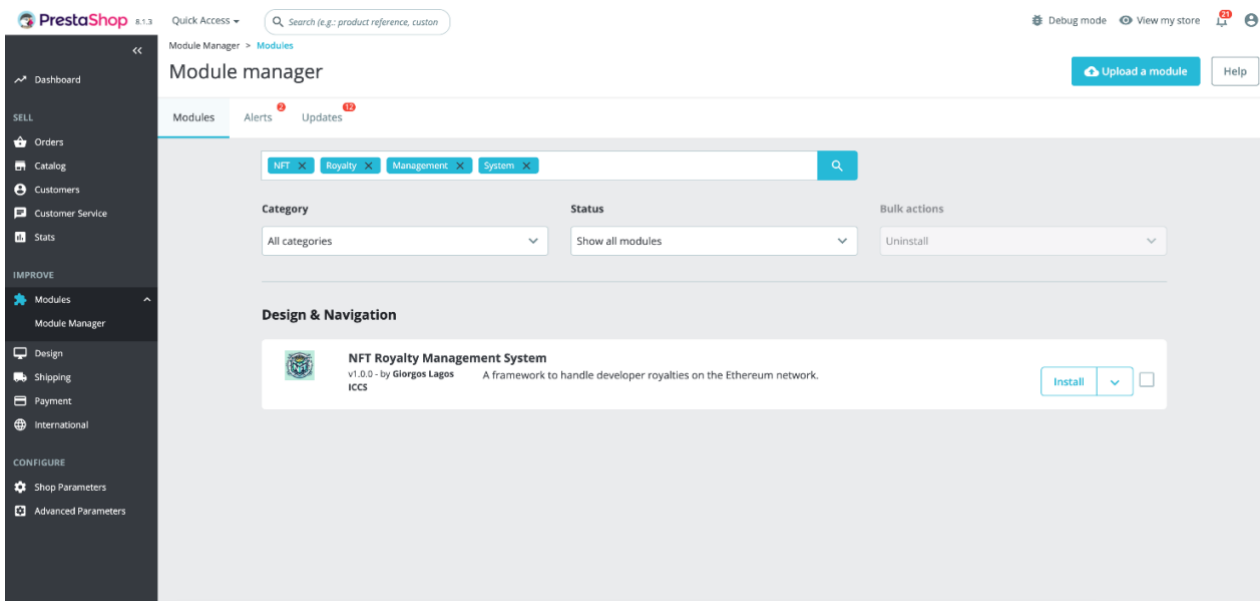 PrestaShop 8.1.3 Quick Access Search (e.g.: product reference, custon Debug mode View my store 21
Module Manager > Modules
Module manager Upload a module Help
Modules Alerts 2 Updates 12
Dashboard
SELL
Orders
Catalog
Customers
Customer Service
Stats
IMPROVE
Modules
Module Manager
Design
Shipping
Payment
International
CONFIGURE
Shop Parameters
Advanced Parameters
NFT Royalty Management System
Category Status Bulk actions
All categories Show all modules Uninstall
Design & Navigation
NFT Royalty Management System
v1.0.0 - by Giorgos Lagos A framework to handle developer royalties on the Ethereum network.
ICCS
Install